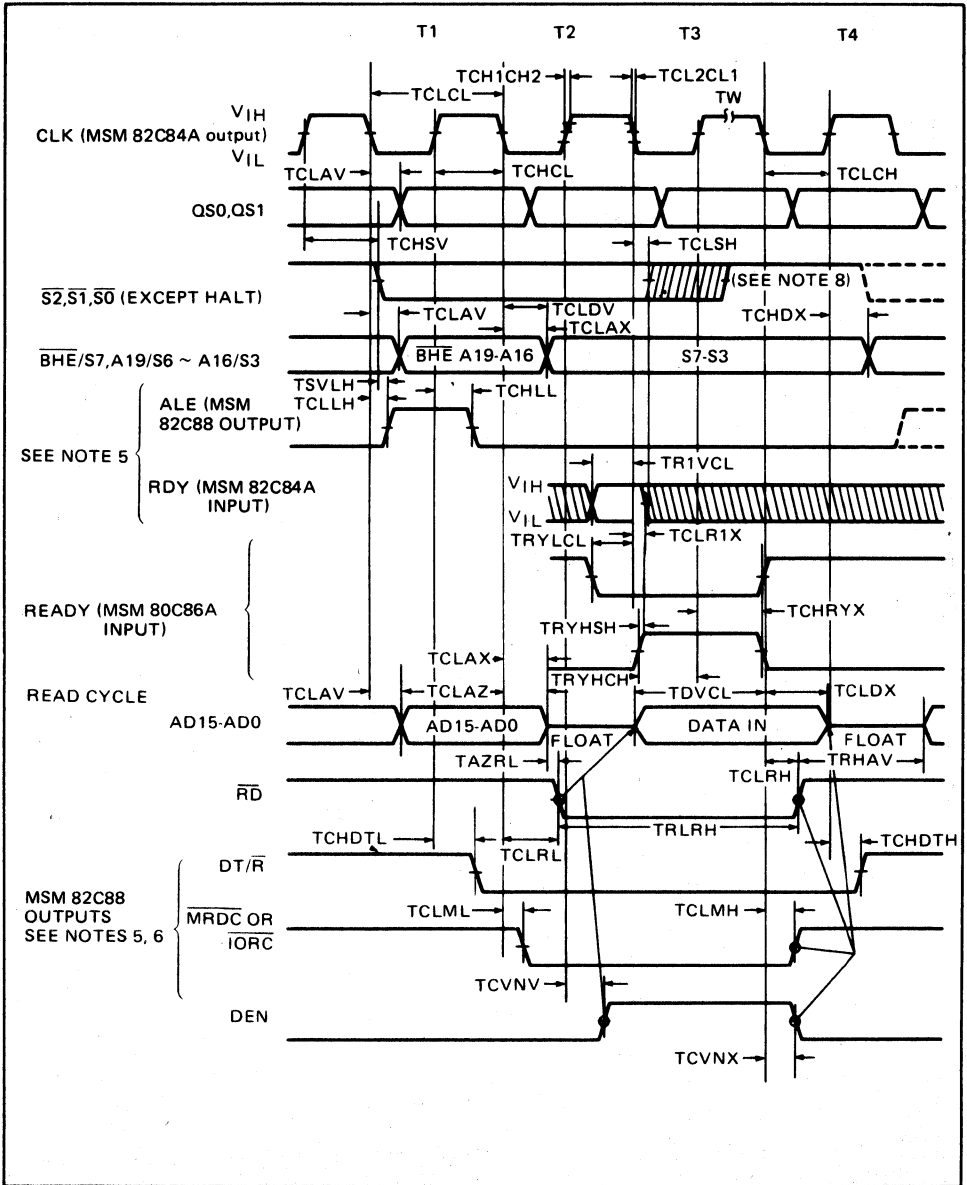 T1 T2 T3 T4
TCH1CH2 TCL2CL1
TCLCL
TW
VIH
CLK (MSM 82C84A output)
VIL
TCLAV TCHCL TCLCH
QS0,QS1
TCHSV TCLSH
S2,S1,S0 (EXCEPT HALT) (SEE NOTE 8)
TCLAV TCLDV TCHDX
TCLAX
BHE/S7,A19/S6 ~ A16/S3 BHE A19-A16 S7-S3
TSVLH
TCLLH TCHLL
ALE (MSM
82C88 OUTPUT)
SEE NOTE 5
TR1VCL
RDY (MSM 82C84A
INPUT)
VIH
VIL
TRYLCL TCLR1X
READY (MSM 80C86A
INPUT)
TCHRYX
TRYHSH
TCLAX
TRYHCH
READ CYCLE
TCLAV TCLAZ TDVCL TCLDX
AD15-AD0 AD15-AD0 FLOAT DATA IN FLOAT
TAZRL TCLRH TRHAV
RD
TRLRH
TCHDTL TCLRL TCHDTH
DT/R
MSM 82C88
OUTPUTS
SEE NOTES 5, 6
TCLML TCLMH
MRDC OR
IORC
TCVNV
DEN
TCVNX